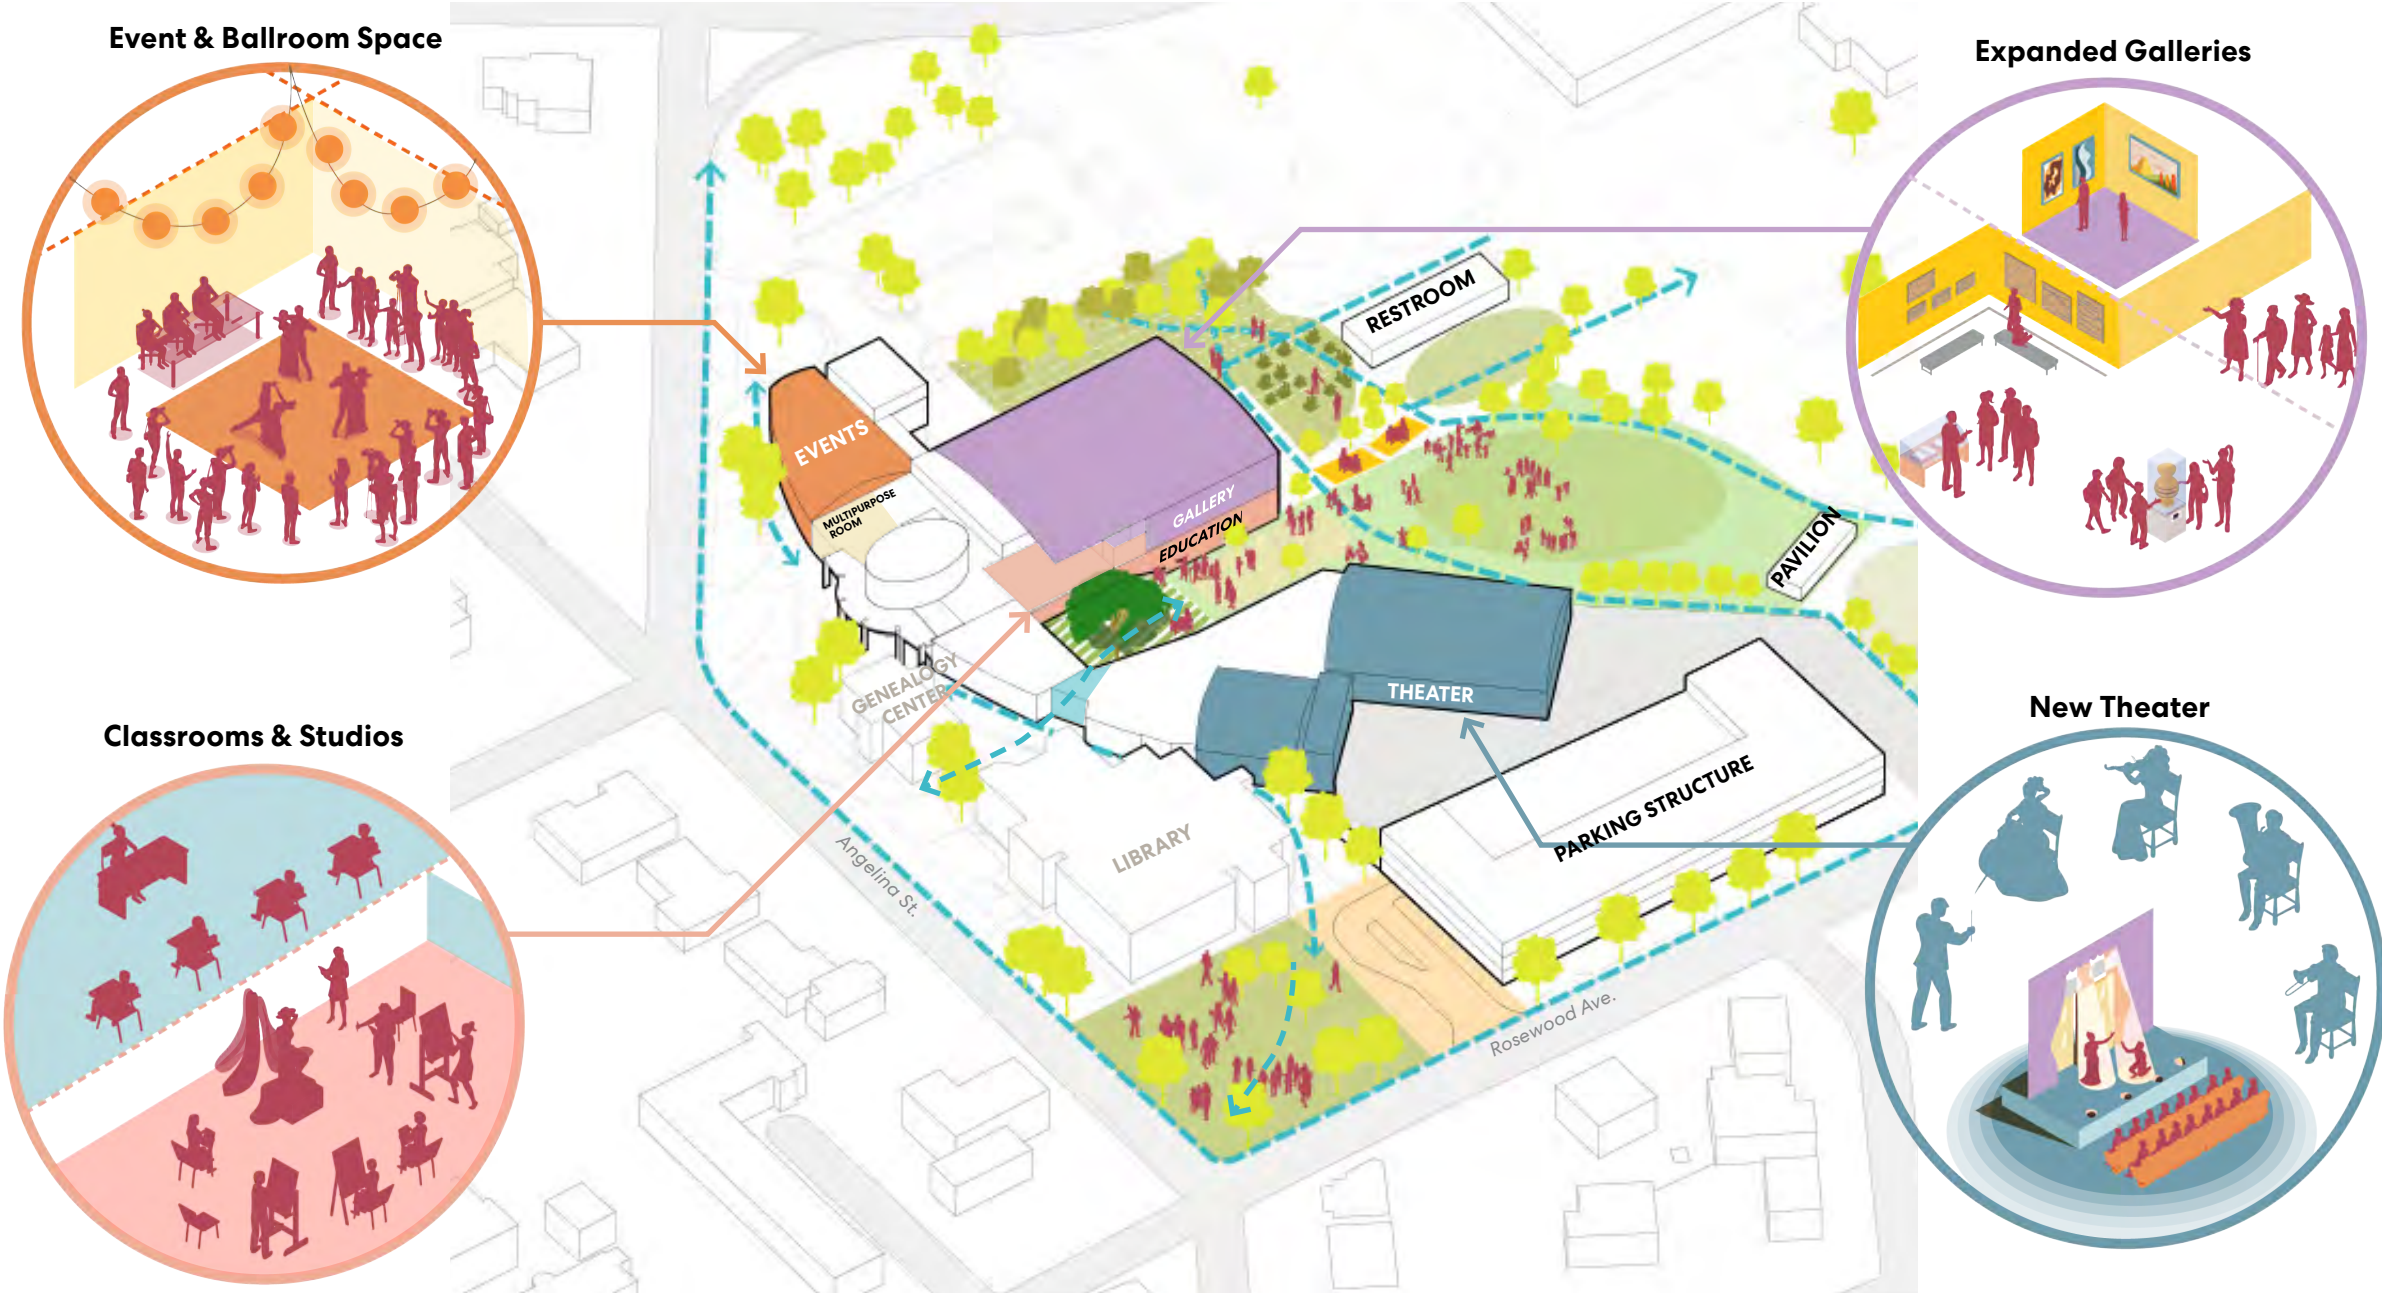 Event & Ballroom Space
Expanded Galleries
RESTROOM
EVENTS
MULTIPURPOSE
ROOM
GALLERY
EDUCATION
PAVILION
GENEALOGY
CENTER
THEATER
New Theater
Classrooms & Studios
PARKING STRUCTURE
LIBRARY
Angelina St.
Rosewood Ave.